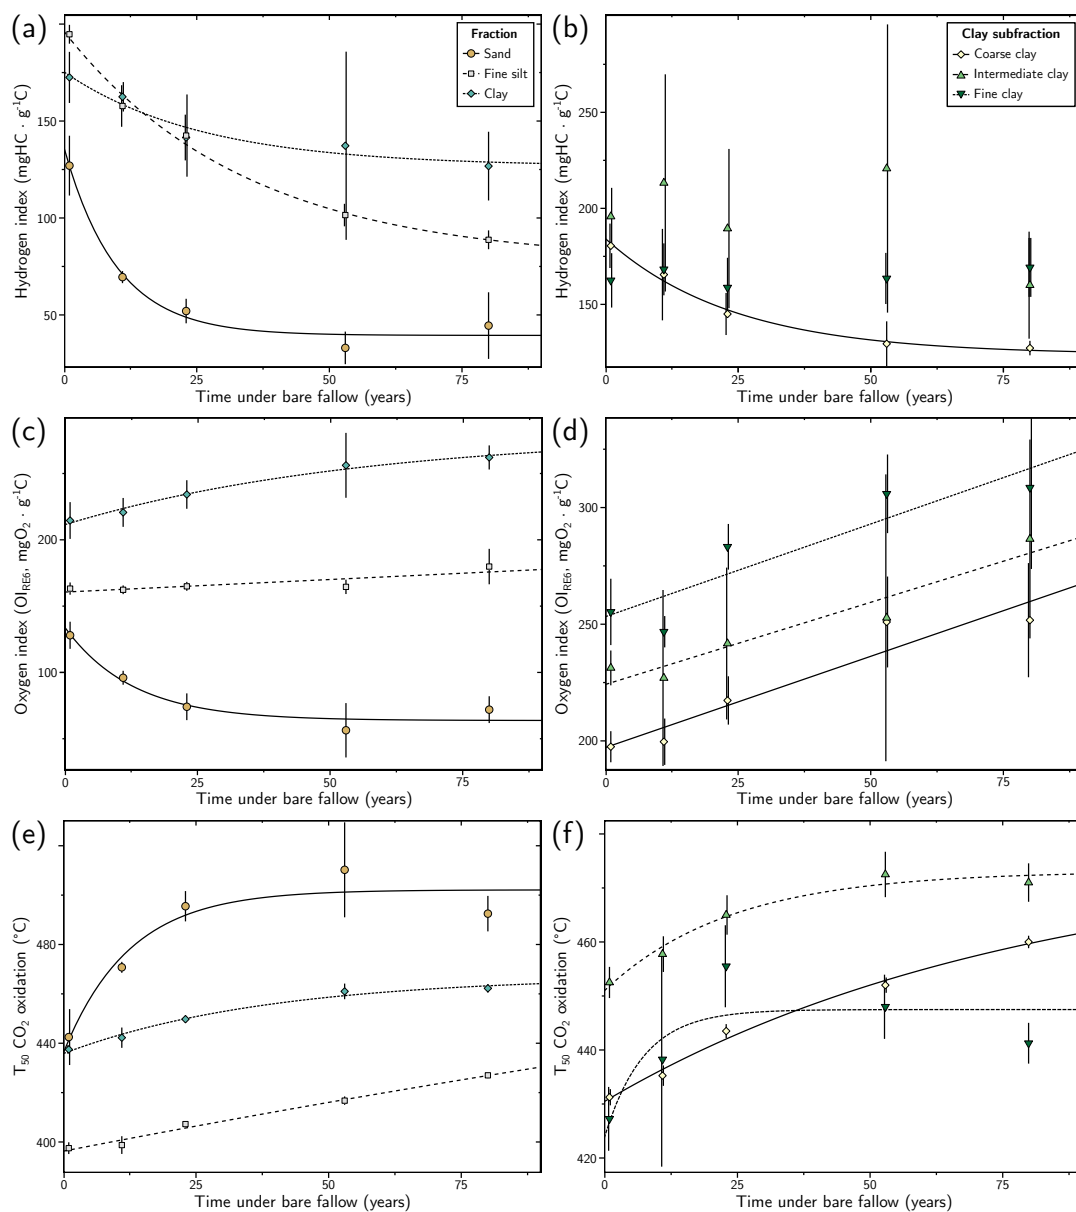 (a)
Fraction
Sand
Fine silt
Clay
150
100
50
0 25 50 75
Hydrogen index (mgHC · g⁻¹C)
Time under bare fallow (years)
(b)
Clay subfraction
Coarse clay
Intermediate clay
Fine clay
250
200
150
0 25 50 75
Hydrogen index (mgHC · g⁻¹C)
Time under bare fallow (years)
(c)
200
100
0 25 50 75
Oxygen index (OI_RE6, mgO₂ · g⁻¹C)
Time under bare fallow (years)
(d)
300
250
200
0 25 50 75
Oxygen index (OI_RE6, mgO₂ · g⁻¹C)
Time under bare fallow (years)
(e)
480
440
400
0 25 50 75
T₅₀ CO₂ oxidation (°C)
Time under bare fallow (years)
(f)
460
440
420
0 25 50 75
T₅₀ CO₂ oxidation (°C)
Time under bare fallow (years)